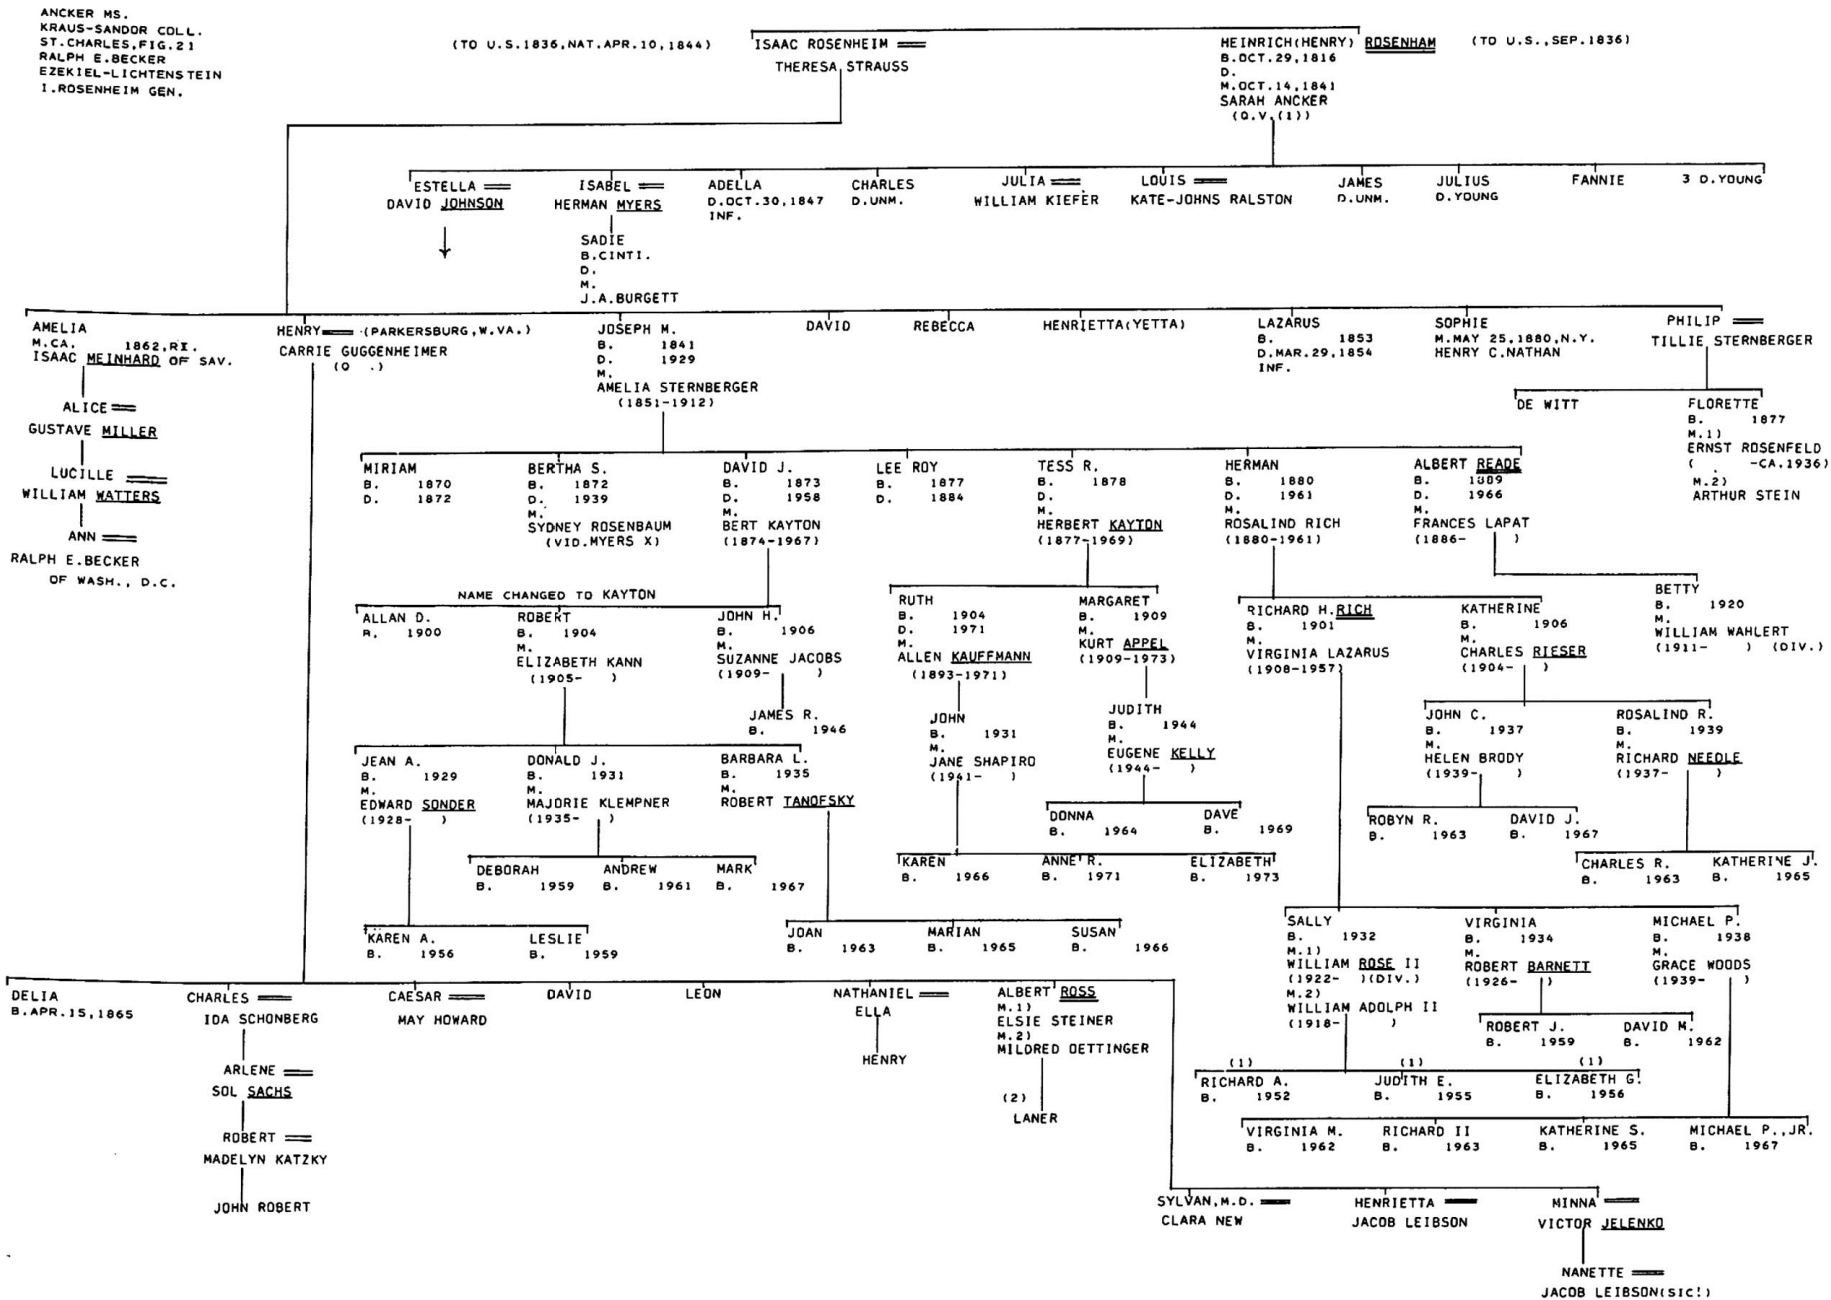 ANCKER MS.
KRAUS-SANDOR COLL.
ST.CHARLES,FIG.21
RALPH E.BECKER
EZEKIEL-LICHTENSTEIN
I.ROSENHEIM GEN.
(TO U.S.1836,NAT.APR.10,1844)
ISAAC ROSENHEIM
THERESA STRAUSS
HEINRICH(HENRY) ROSENHAM
B.OCT.29,1816
D.
M.OCT.14,1841
SARAH ANCKER
(Q.V.(1))
(TO U.S.,SEP.1836)
ESTELLA
DAVID JOHNSON
ISABEL
HERMAN MYERS
SADIE
B.CINTI.
D.
M.
J.A.BURGETT
ADELLA
D.OCT.30,1847
INF.
CHARLES
D.UNM.
JULIA
WILLIAM KIEFER
LOUIS
KATE-JOHNS RALSTON
JAMES
D.UNM.
JULIUS
D.YOUNG
FANNIE
3 D.YOUNG
AMELIA
M.CA. 1862,RI.
ISAAC MEINHARD OF SAV.
ALICE
GUSTAVE MILLER
LUCILLE
WILLIAM WATTERS
ANN
RALPH E.BECKER
OF WASH., D.C.
HENRY (PARKERSBURG,W.VA.)
CARRIE GUGGENHEIMER
(Q .)
JOSEPH M.
B. 1841
D. 1929
M.
AMELIA STERNBERGER
(1851-1912)
DAVID
REBECCA
HENRIETTA(YETTA)
LAZARUS
B. 1853
D.MAR.29,1854
INF.
SOPHIE
M.MAY 25,1880,N.Y.
HENRY C.NATHAN
PHILIP
TILLIE STERNBERGER
DE WITT
FLORETTE
B. 1877
M.1)
ERNST ROSENFELD
( . -CA.1936)
M.2)
ARTHUR STEIN
MIRIAM
B. 1870
D. 1872
BERTHA S.
B. 1872
D. 1939
M.
SYDNEY ROSENBAUM
(VID.MYERS X)
DAVID J.
B. 1873
D. 1958
M.
BERT KAYTON
(1874-1967)
LEE ROY
B. 1877
D. 1884
TESS R.
B. 1878
D.
M.
HERBERT KAYTON
(1877-1969)
HERMAN
B. 1880
D. 1961
M.
ROSALIND RICH
(1880-1961)
ALBERT READE
B. 1889
D. 1966
M.
FRANCES LAPAT
(1886- )
NAME CHANGED TO KAYTON
ALLAN D.
B. 1900
ROBERT
B. 1904
M.
ELIZABETH KANN
(1905- )
JOHN H.
B. 1906
M.
SUZANNE JACOBS
(1909- )
JAMES R.
B. 1946
RUTH
B. 1904
D. 1971
M.
ALLEN KAUFFMANN
(1893-1971)
MARGARET
B. 1909
M.
KURT APPEL
(1909-1973)
RICHARD H.RICH
B. 1901
M.
VIRGINIA LAZARUS
(1908-1957)
KATHERINE
B. 1906
M.
CHARLES RIESER
(1904- )
BETTY
B. 1920
M.
WILLIAM WAHLERT
(1911- ) (DIV.)
JEAN A.
B. 1929
M.
EDWARD SONDER
(1928- )
DONALD J.
B. 1931
M.
MAJORIE KLEMPNER
(1935- )
BARBARA L.
B. 1935
M.
ROBERT TANOFSKY
JOHN
B. 1931
M.
JANE SHAPIRO
(1941- )
JUDITH
B. 1944
M.
EUGENE KELLY
(1944- )
JOHN C.
B. 1937
M.
HELEN BRODY
(1939- )
ROSALIND R.
B. 1939
M.
RICHARD NEEDLE
(1937- )
DONNA
B. 1964
DAVE
B. 1969
ROBYN R.
B. 1963
DAVID J.
B. 1967
DEBORAH
B. 1959
ANDREW
B. 1961
MARK
B. 1967
KAREN
B. 1966
ANNE R.
B. 1971
ELIZABETH
B. 1973
CHARLES R.
B. 1963
KATHERINE J.
B. 1965
KAREN A.
B. 1956
LESLIE
B. 1959
JOAN
B. 1963
MARIAN
B. 1965
SUSAN
B. 1966
SALLY
B. 1932
M.1)
WILLIAM ROSE II
(1922- )(DIV.)
M.2)
WILLIAM ADOLPH II
(1918- )
VIRGINIA
B. 1934
M.
ROBERT BARNETT
(1926- )
MICHAEL P.
B. 1938
M.
GRACE WOODS
(1939- )
ROBERT J.
B. 1959
DAVID M.
B. 1962
DELIA
B.APR.15,1865
CHARLES
IDA SCHONBERG
ARLENE
SOL SACHS
ROBERT
MADELYN KATZKY
JOHN ROBERT
CAESAR
MAY HOWARD
DAVID
LEON
NATHANIEL
ELLA
HENRY
ALBERT ROSS
M.1)
ELSIE STEINER
M.2)
MILDRED OETTINGER
(2)
LANER
(1)
RICHARD A.
B. 1952
(1)
JUDITH E.
B. 1955
(1)
ELIZABETH G.
B. 1956
VIRGINIA M.
B. 1962
RICHARD II
B. 1963
KATHERINE S.
B. 1965
MICHAEL P.,JR.
B. 1967
SYLVAN,M.D.
CLARA NEW
HENRIETTA
JACOB LEIBSON
MINNA
VICTOR JELENKO
NANETTE
JACOB LEIBSON(SIC!)